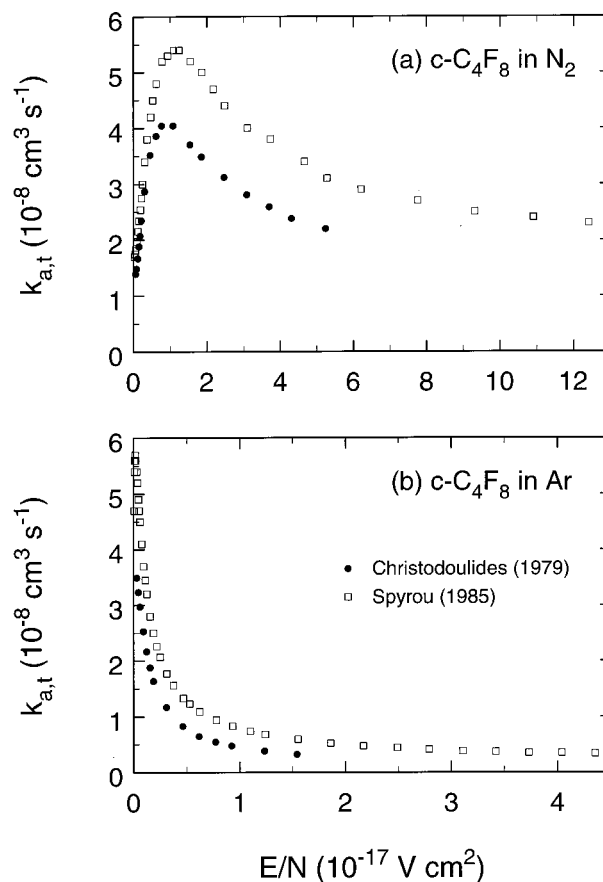 6
5
4
3
2
1
0
(a) c-C4F8 in N2
ka,t (10-8 cm3 s-1)
0 2 4 6 8 10 12
6
5
4
3
2
1
0
(b) c-C4F8 in Ar
Christodoulides (1979)
Spyrou (1985)
ka,t (10-8 cm3 s-1)
0 1 2 3 4
E/N (10-17 V cm2)